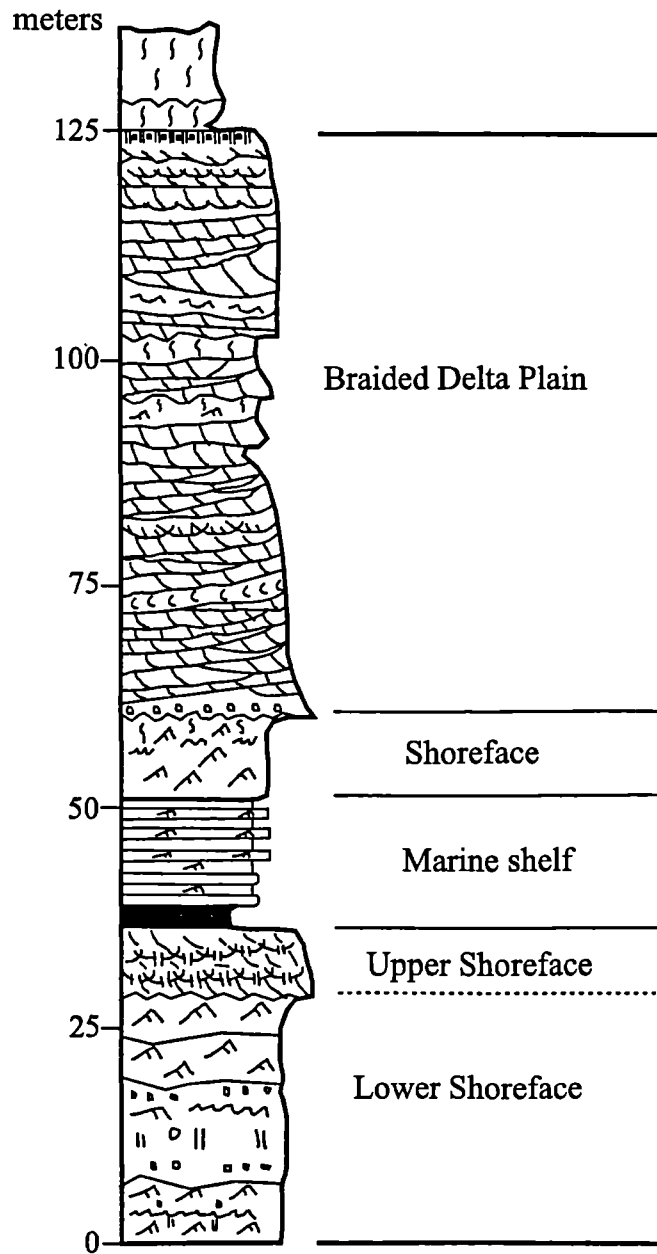 meters
125
100
Braided Delta Plain
75
Shoreface
50
Marine shelf
Upper Shoreface
25
Lower Shoreface
0